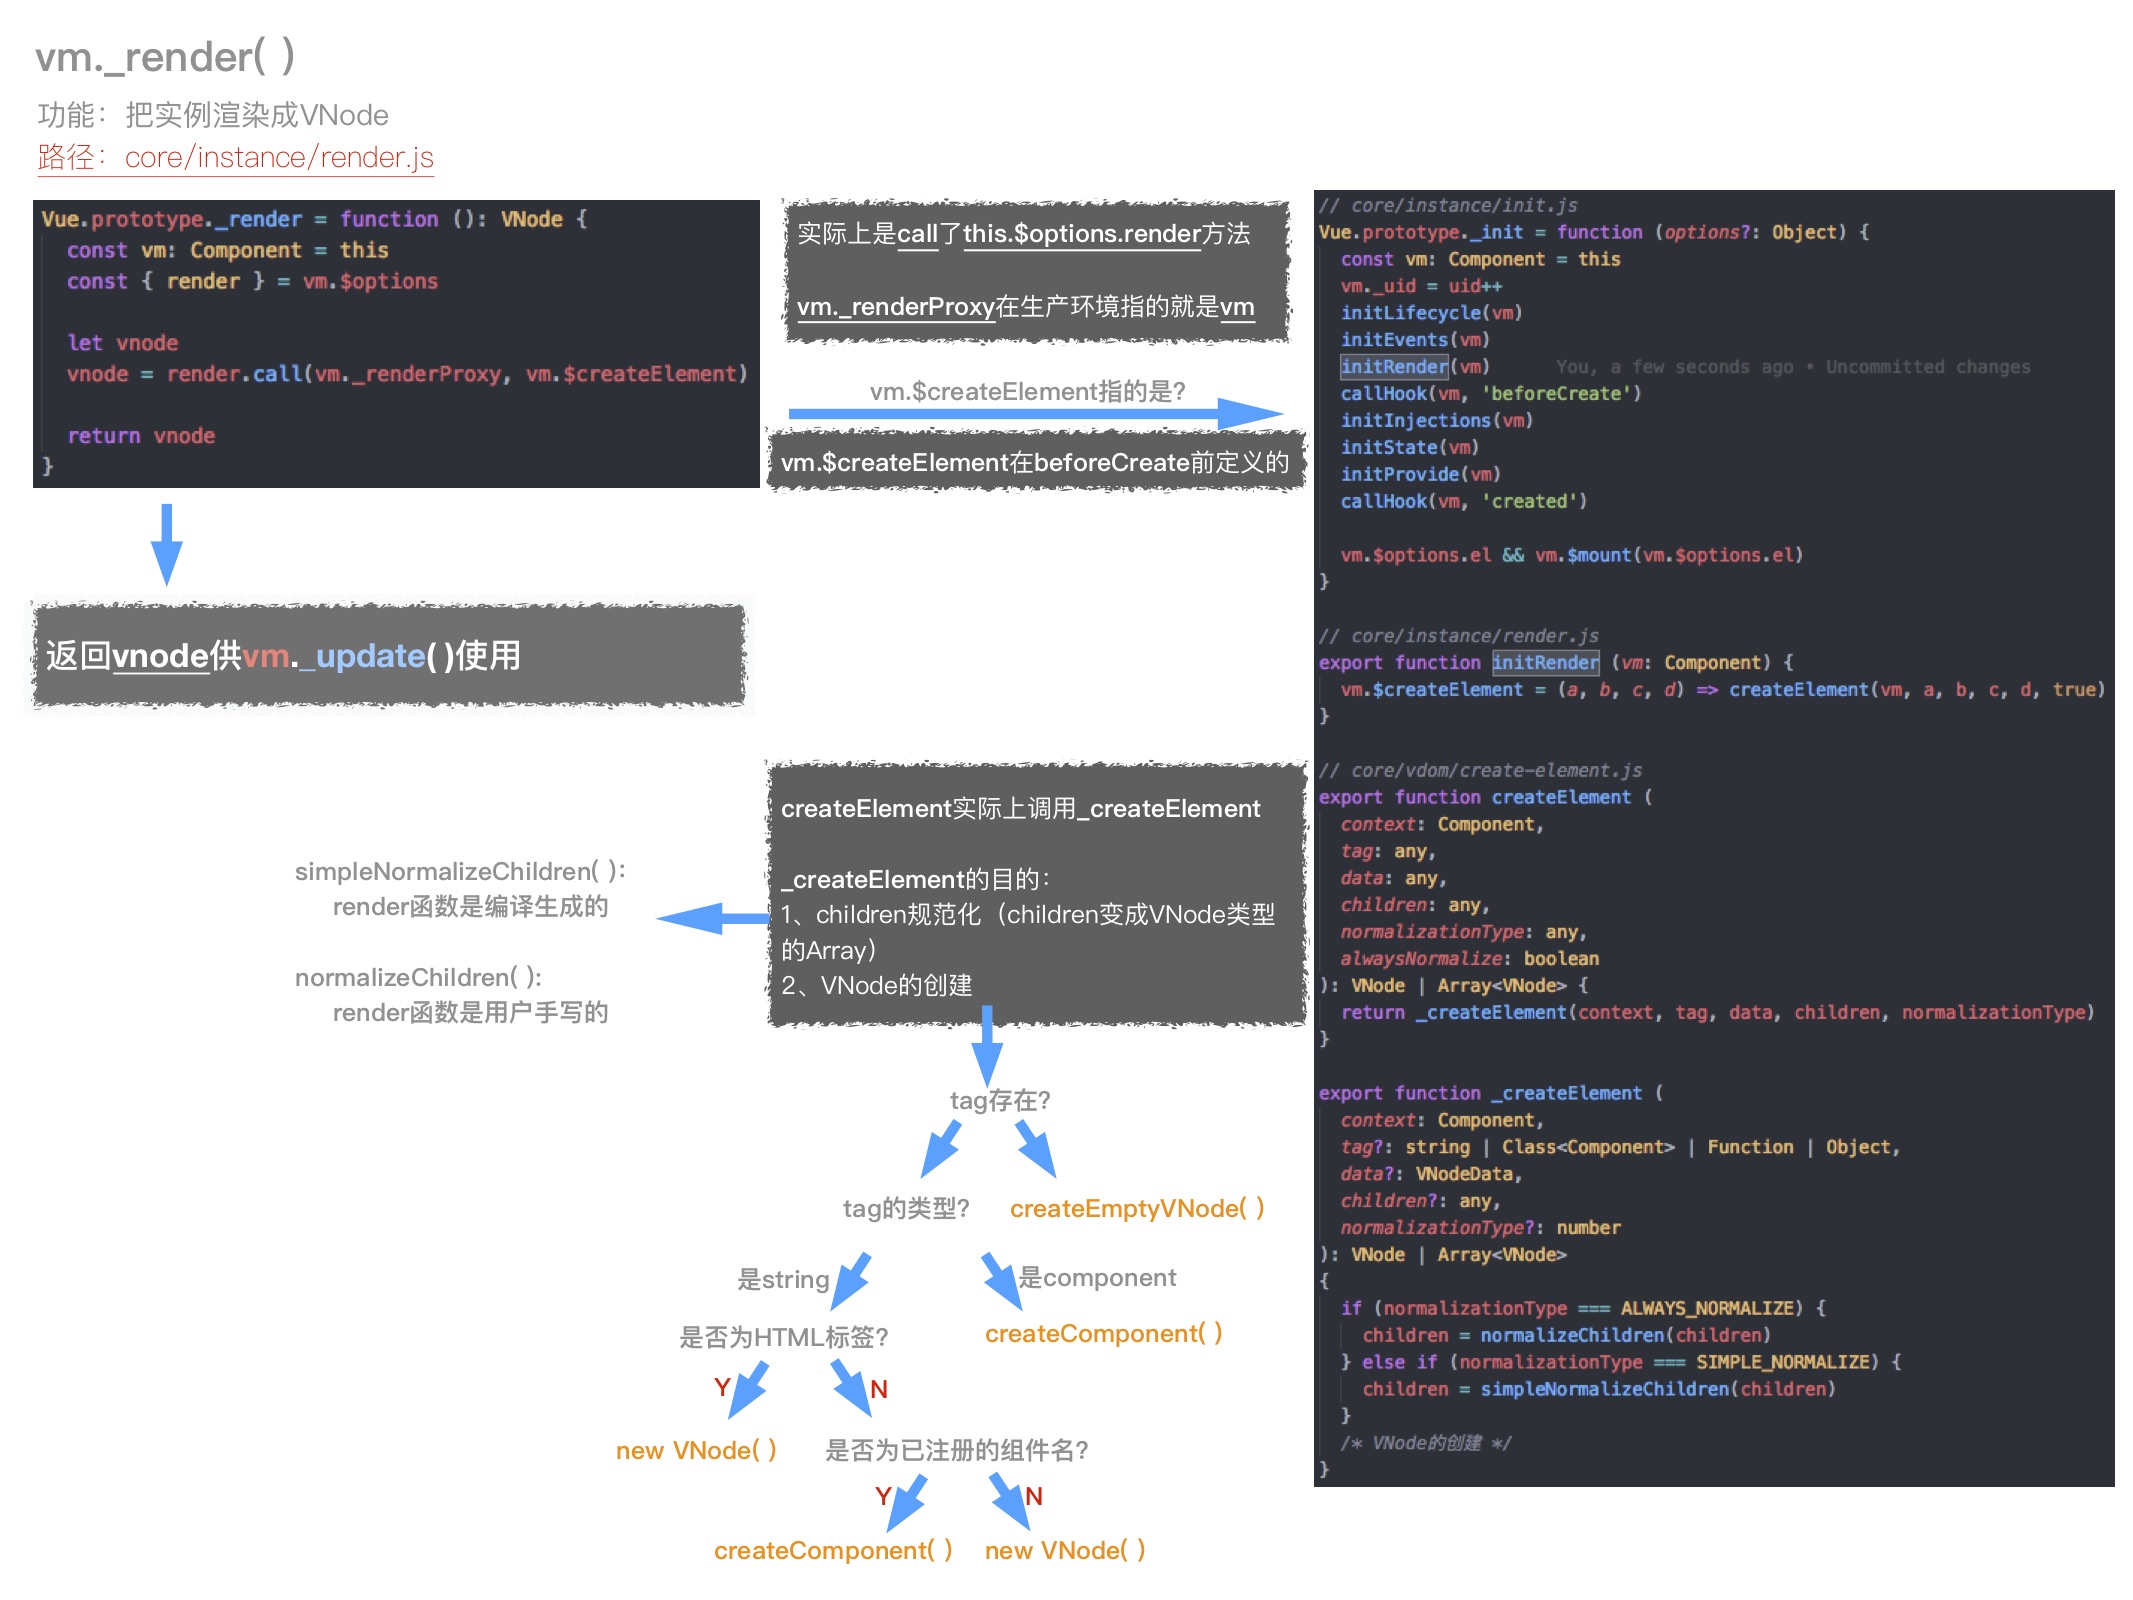 vm._render( )
功能：把实例渲染成VNode
路径：core/instance/render.js
Vue.prototype._render = function (): VNode {
const vm: Component = this
const { render } = vm.$options
let vnode
vnode = render.call(vm._renderProxy, vm.$createElement)
return vnode
}
实际上是call了this.$options.render方法
vm._renderProxy在生产环境指的就是vm
vm.$createElement指的是？
vm.$createElement在beforeCreate前定义的
返回vnode供vm._update( )使用
createElement实际上调用_createElement
_createElement的目的：
1、children规范化（children变成VNode类型
的Array）
2、VNode的创建
simpleNormalizeChildren( )：
render函数是编译生成的
normalizeChildren( )：
render函数是用户手写的
tag存在？
tag的类型？
createEmptyVNode( )
是string
是component
是否为HTML标签？
createComponent( )
Y
N
new VNode( )
是否为已注册的组件名？
Y
N
createComponent( )
new VNode( )
// core/instance/init.js
Vue.prototype._init = function (options?: Object) {
const vm: Component = this
vm._uid = uid++
initLifecycle(vm)
initEvents(vm)
initRender(vm) You, a few seconds ago • Uncommitted changes
callHook(vm, 'beforeCreate')
initInjections(vm)
initState(vm)
initProvide(vm)
callHook(vm, 'created')
vm.$options.el && vm.$mount(vm.$options.el)
}
// core/instance/render.js
export function initRender (vm: Component) {
vm.$createElement = (a, b, c, d) => createElement(vm, a, b, c, d, true)
}
// core/vdom/create-element.js
export function createElement (
context: Component,
tag: any,
data: any,
children: any,
normalizationType: any,
alwaysNormalize: boolean
): VNode | Array<VNode> {
return _createElement(context, tag, data, children, normalizationType)
}
export function _createElement (
context: Component,
tag?: string | Class<Component> | Function | Object,
data?: VNodeData,
children?: any,
normalizationType?: number
): VNode | Array<VNode>
{
if (normalizationType === ALWAYS_NORMALIZE) {
children = normalizeChildren(children)
} else if (normalizationType === SIMPLE_NORMALIZE) {
children = simpleNormalizeChildren(children)
}
/* VNode的创建 */
}